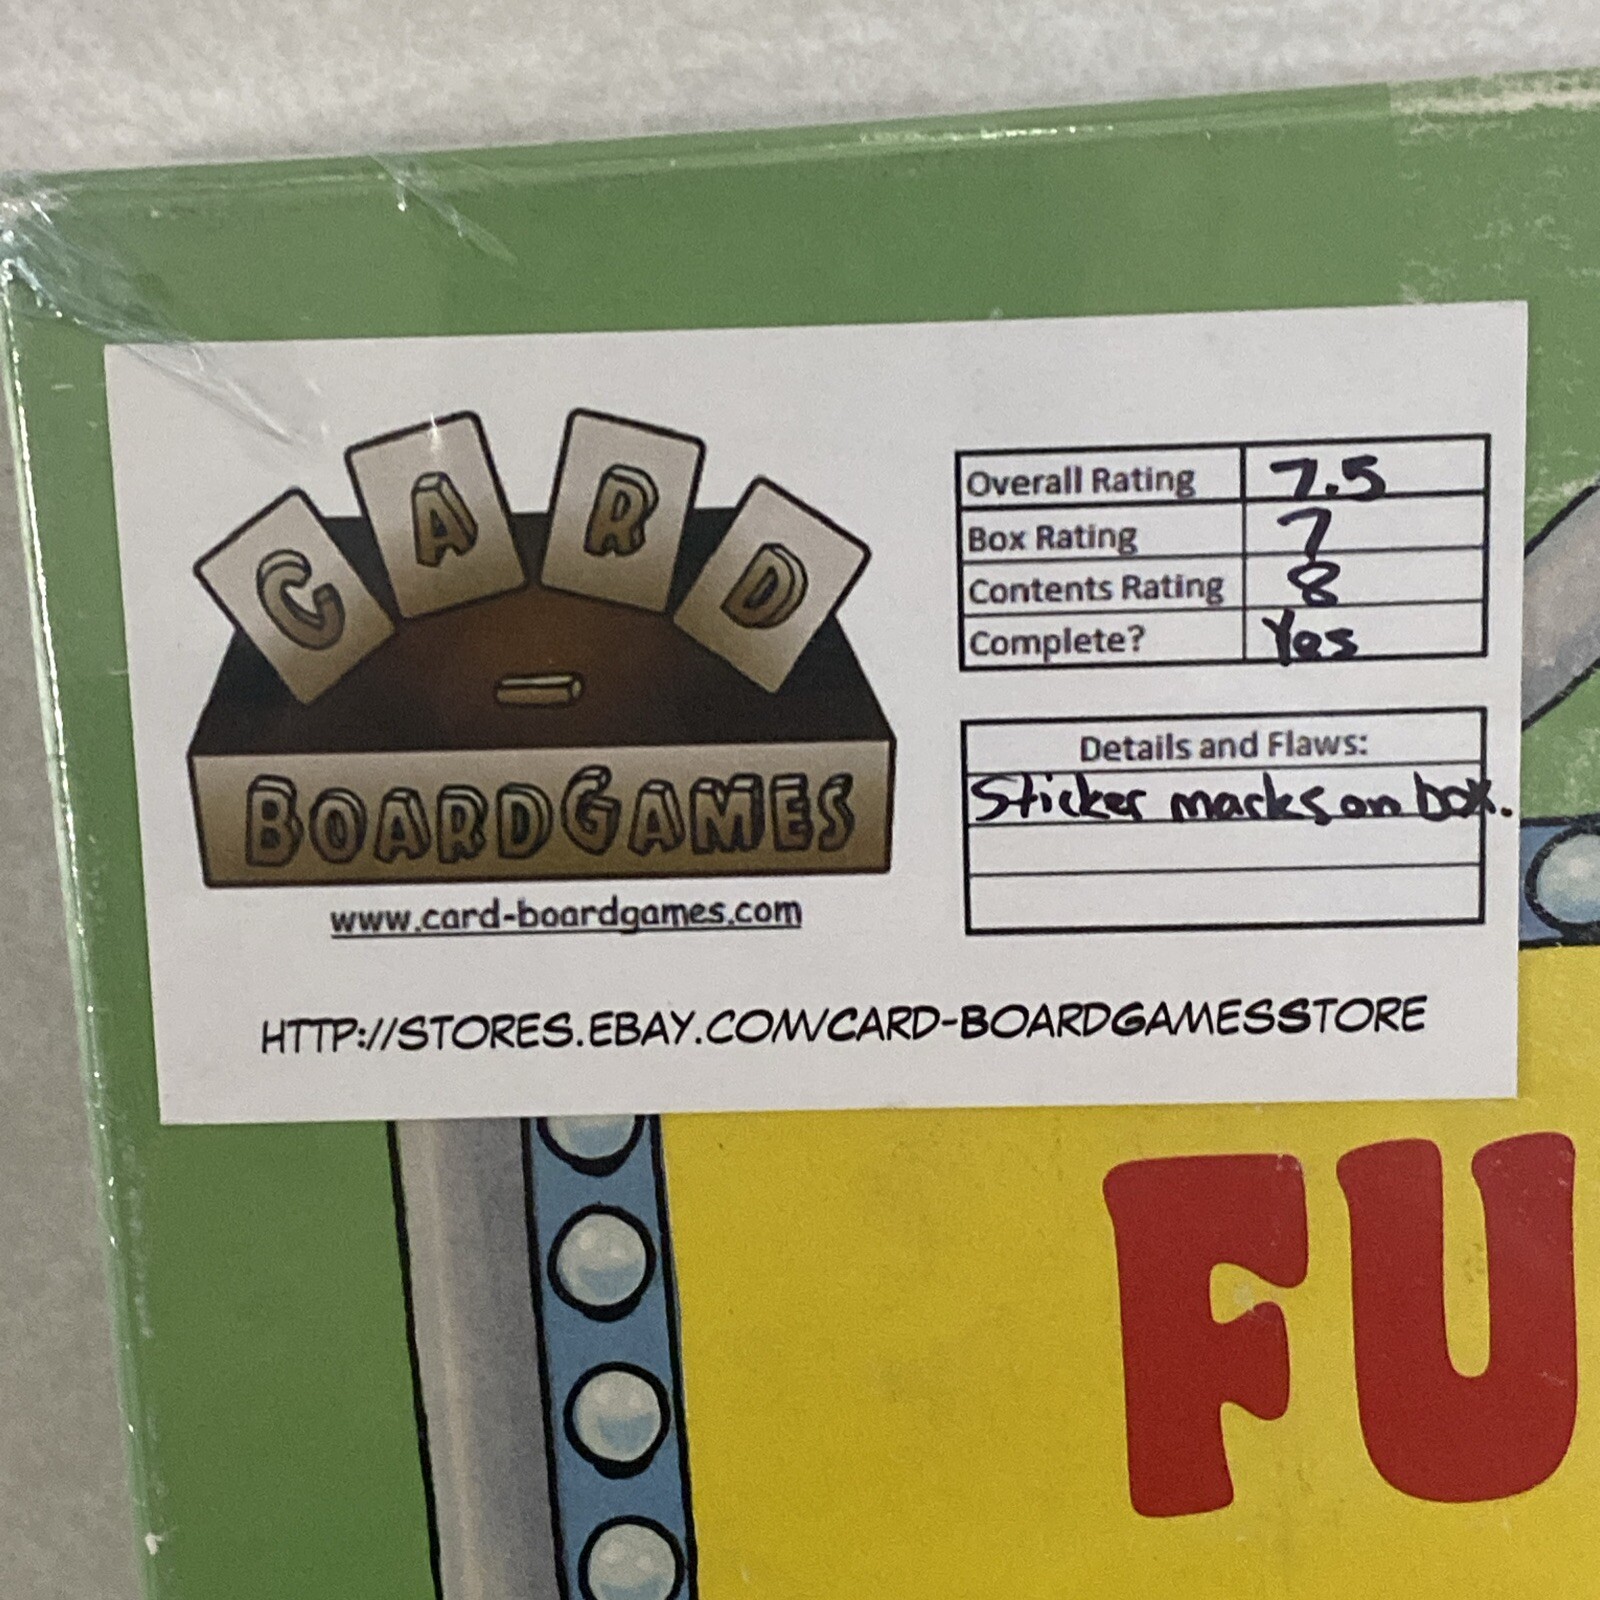 CARD
-
BOARDGAMES
www.card-boardgames.com
Overall Rating 7.5
Box Rating 7
Contents Rating 8
Complete? Yes
Details and Flaws:
Sticker marks on box.
HTTP://STORES.EBAY.COM/CARD-BOARDGAMESSTORE
FU